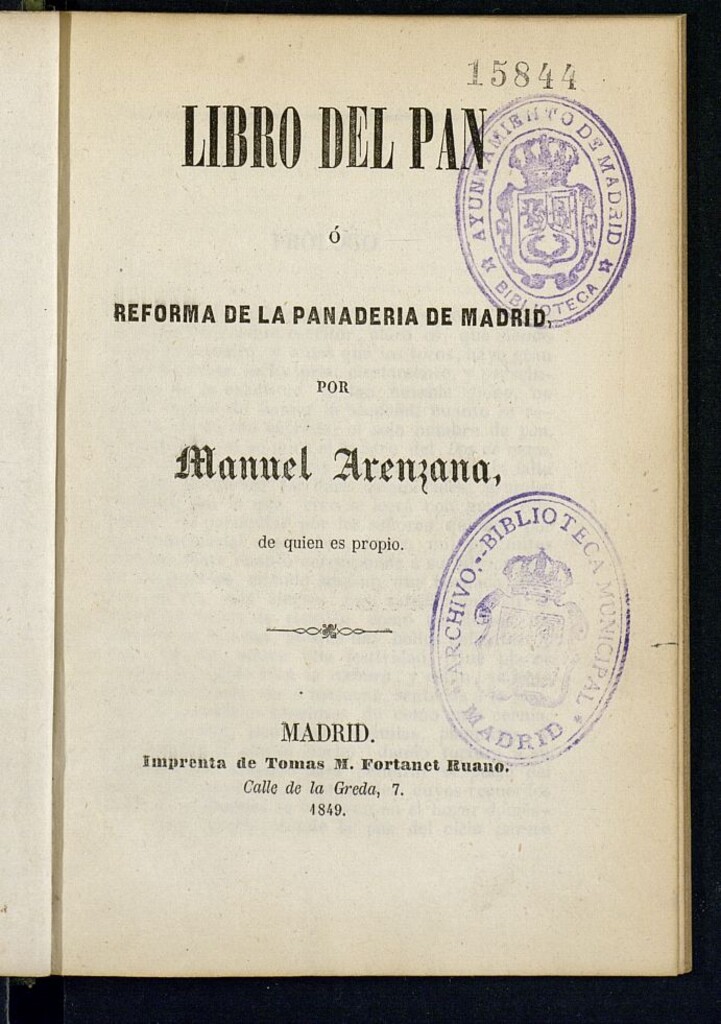 15844
LIBRO DEL PAN
AYUNTAMIENTO DE MADRID
BIBLIOTECA
ó
REFORMA DE LA PANADERIA DE MADRID,
POR
Manuel Arenzana,
de quien es propio.
ARCHIVO,-BIBLIOTECA MUNICIPAL
MADRID
MADRID.
Imprenta de Tomas M. Fortanet Ruano.
Calle de la Greda, 7.
1849.